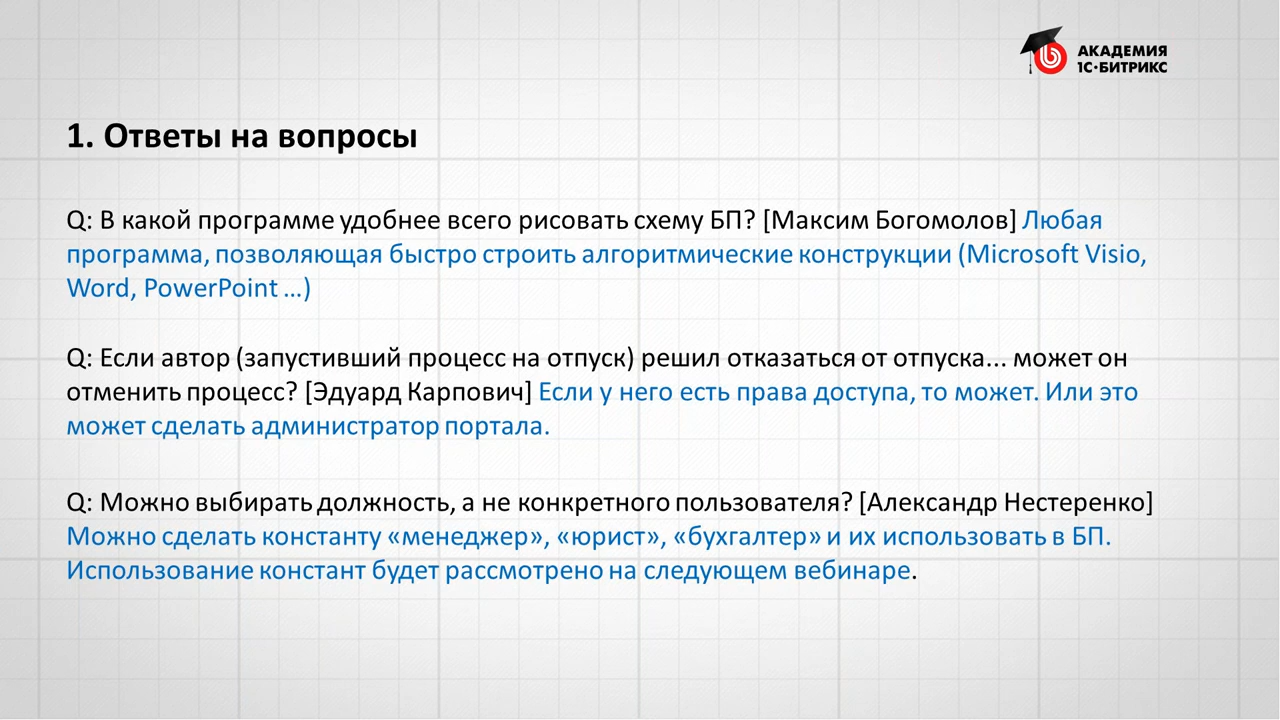 АКАДЕМИЯ
1С·БИТРИКС
1. Ответы на вопросы
Q: В какой программе удобнее всего рисовать схему БП? [Максим Богомолов] Любая
программа, позволяющая быстро строить алгоритмические конструкции (Microsoft Visio,
Word, PowerPoint ...)
Q: Если автор (запустивший процесс на отпуск) решил отказаться от отпуска... может он
отменить процесс? [Эдуард Карпович] Если у него есть права доступа, то может. Или это
может сделать администратор портала.
Q: Можно выбирать должность, а не конкретного пользователя? [Александр Нестеренко]
Можно сделать константу «менеджер», «юрист», «бухгалтер» и их использовать в БП.
Использование констант будет рассмотрено на следующем вебинаре.